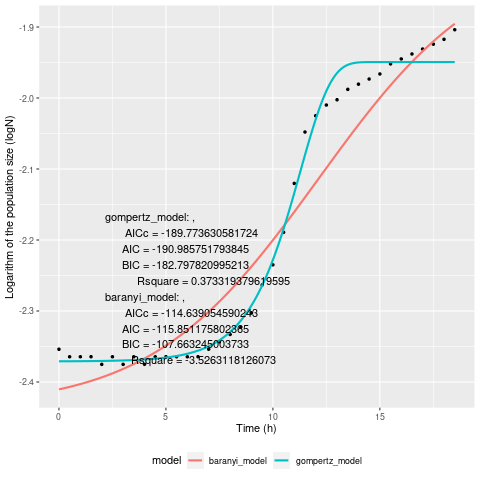 -1.9
-2.0
-2.1
-2.2
-2.3
-2.4
Logarithm of the population size (logN)
gompertz_model: ,
AICc = -189.773630581724
AIC = -190.985751793845
BIC = -182.797820995213
Rsquare = 0.373319379619595
baranyi_model: ,
AICc = -114.639054590243
AIC = -115.851175802365
BIC = -107.663245003733
Rsquare = -3.5263118126073
0 5 10 15
Time (h)
model baranyi_model gompertz_model